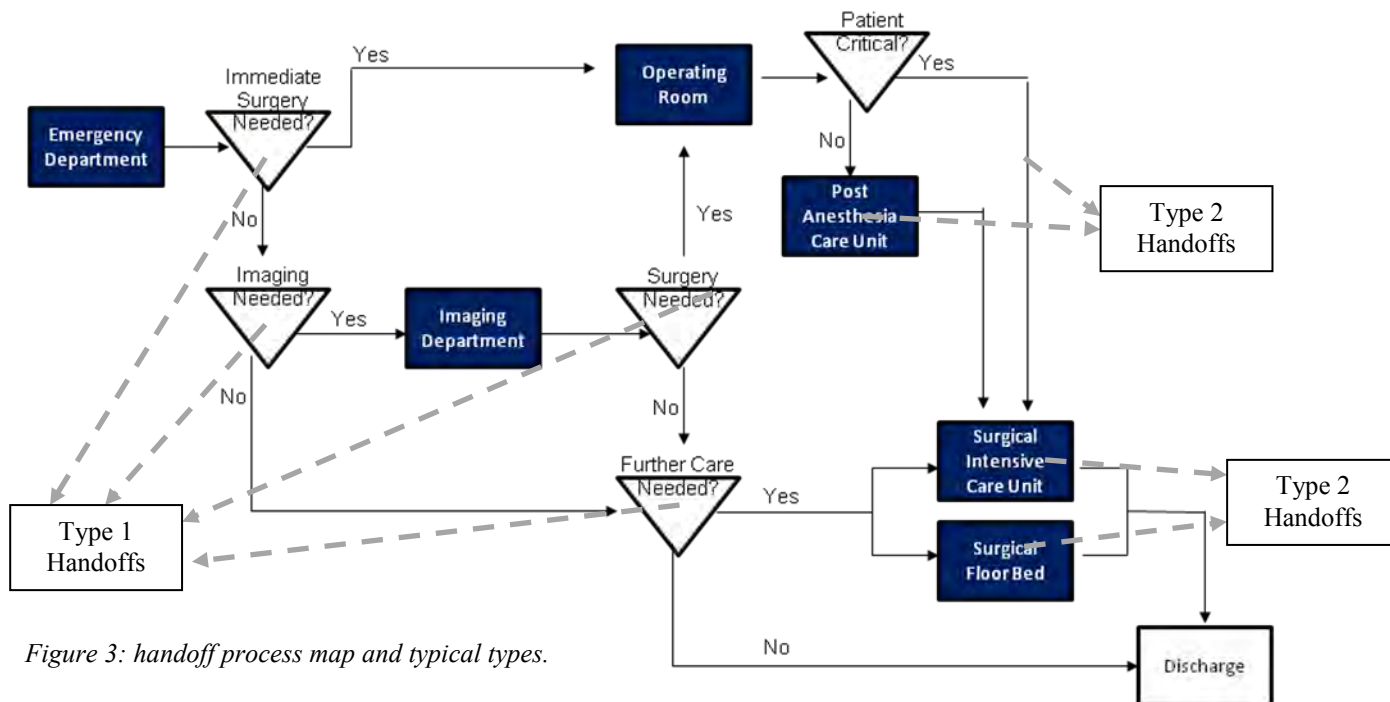 Patient
Critical?
Yes
Yes
Immediate
Surgery
Needed?
Operating
Room
Emergency
Department
No
Post
Anesthesia
Care Unit
Type 2
Handoffs
No
Yes
Imaging
Needed?
Surgery
Needed?
Yes
Imaging
Department
No
No
Surgical
Intensive
Care Unit
Further Care
Needed?
Yes
Type 2
Handoffs
Type 1
Handoffs
Surgical
Floor Bed
Figure 3: handoff process map and typical types.
No
Discharge